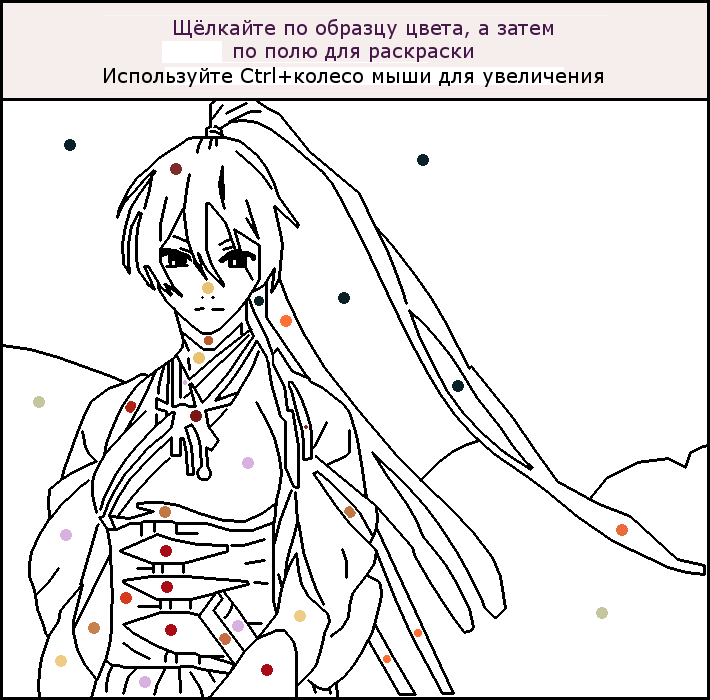 Щёлкайте по образцу цвета, а затем
по полю для раскраски
Используйте Ctrl+колесо мыши для увеличения